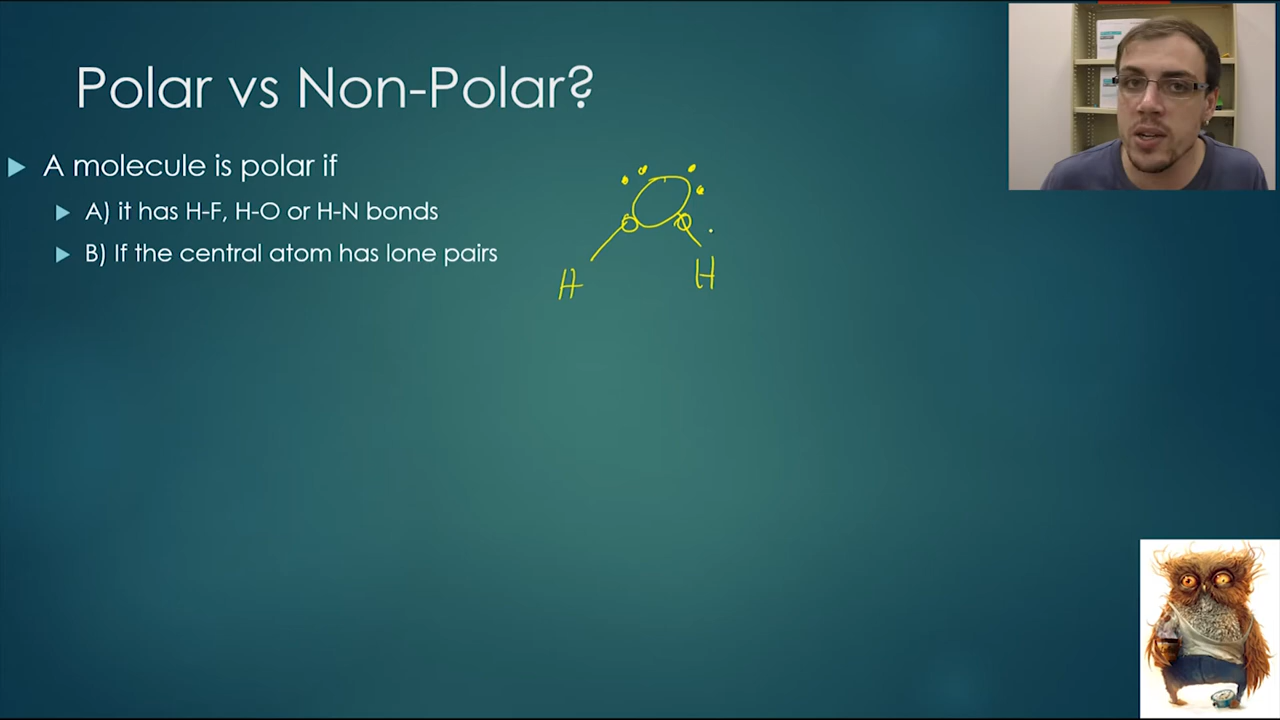 Polar vs Non-Polar?
A molecule is polar if
A) it has H-F, H-O or H-N bonds
B) If the central atom has lone pairs
O
H H